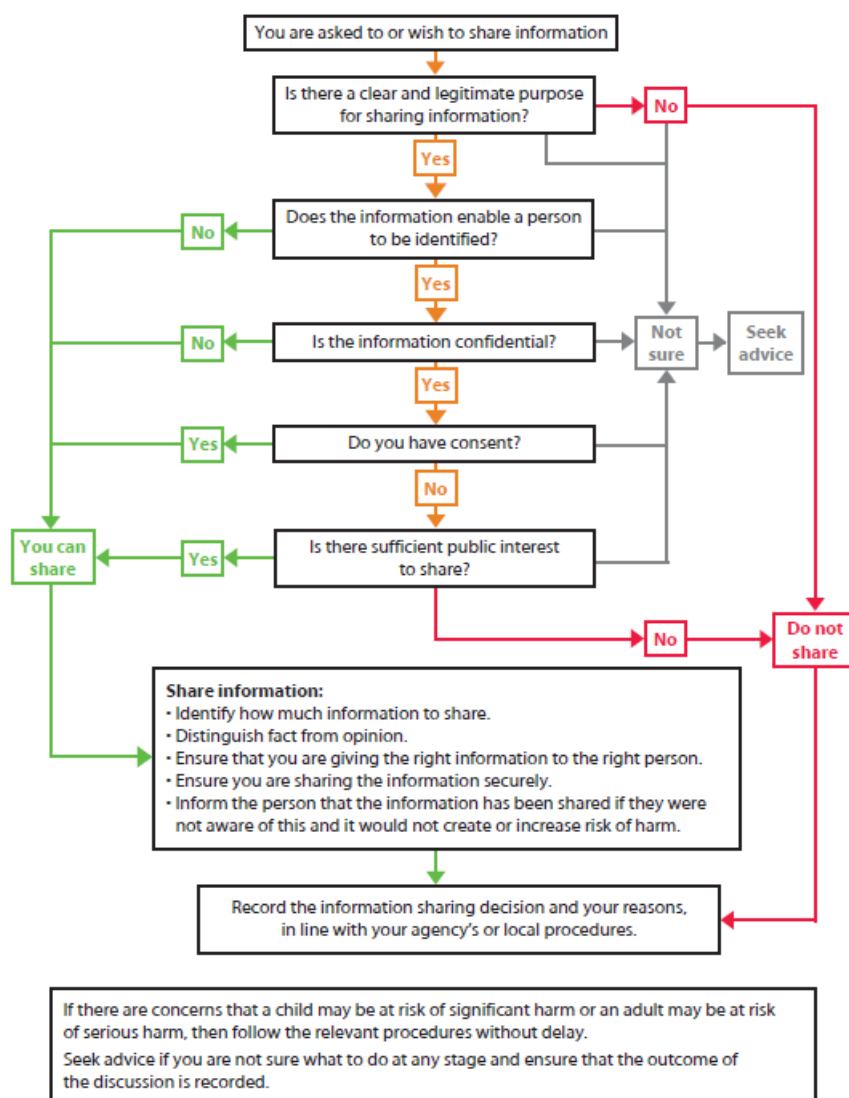 You are asked to or wish to share information
Is there a clear and legitimate purpose
for sharing information?
No
Yes
Does the information enable a person
to be identified?
No
Yes
Is the information confidential?
No
Not
sure
Seek
advice
Yes
Do you have consent?
Yes
No
Is there sufficient public interest
to share?
Yes
You can
share
No
Do not
share
Share information:
• Identify how much information to share.
• Distinguish fact from opinion.
• Ensure that you are giving the right information to the right person.
• Ensure you are sharing the information securely.
• Inform the person that the information has been shared if they were
not aware of this and it would not create or increase risk of harm.
Record the information sharing decision and your reasons,
in line with your agency's or local procedures.
If there are concerns that a child may be at risk of significant harm or an adult may be at risk
of serious harm, then follow the relevant procedures without delay.
Seek advice if you are not sure what to do at any stage and ensure that the outcome of
the discussion is recorded.